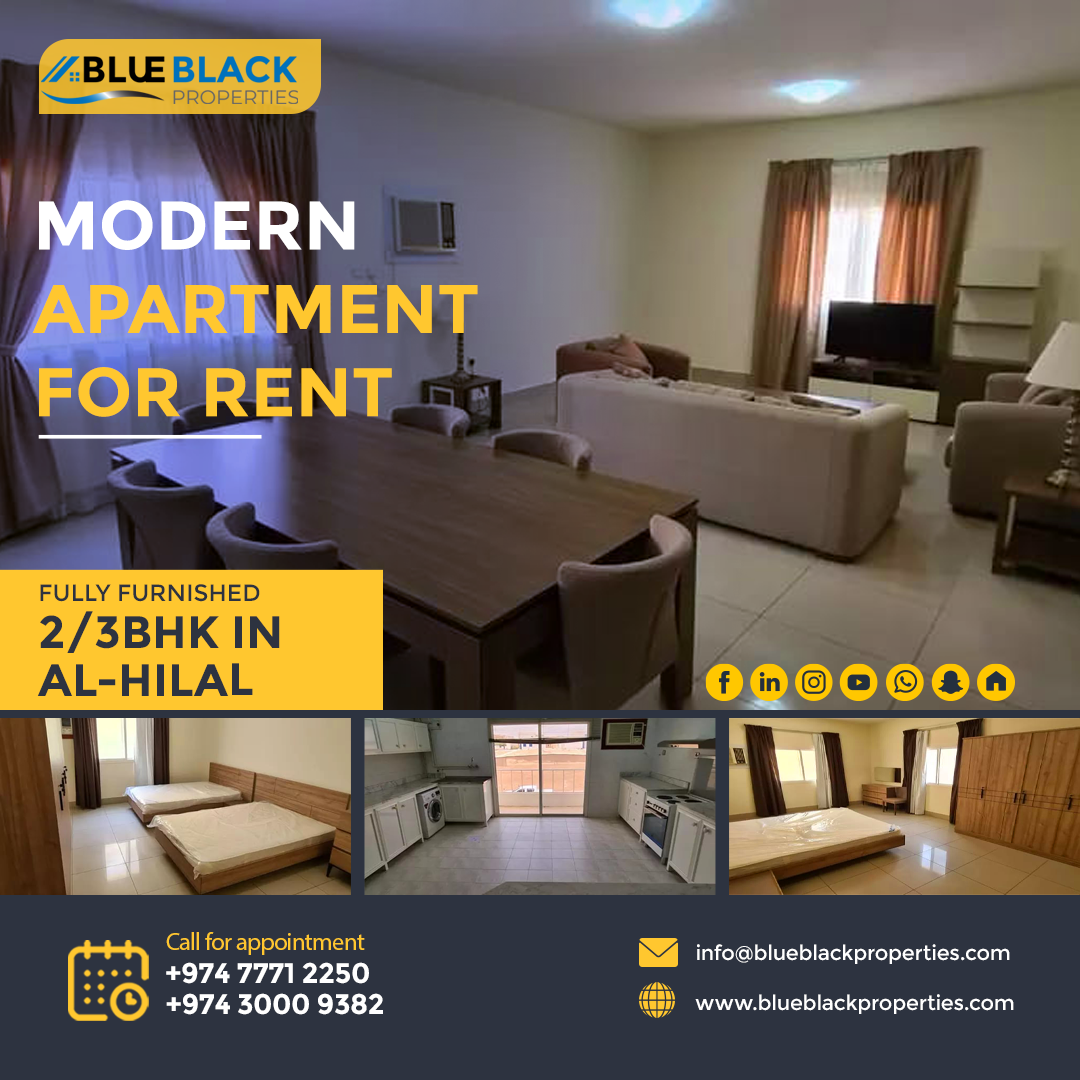 BLUE BLACK
PROPERTIES
MODERN
APARTMENT
FOR RENT
FULLY FURNISHED
2/3BHK IN
AL-HILAL
Call for appointment
+974 7771 2250
+974 3000 9382
info@blueblackproperties.com
www.blueblackproperties.com